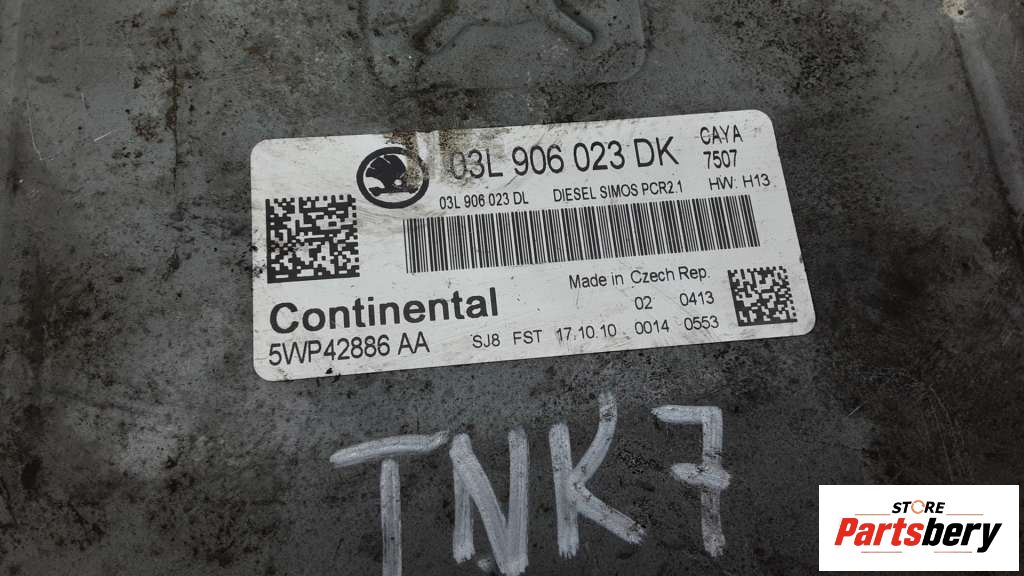 03L 906 023 DK
CAYA
7507
03L 906 023 DL DIESEL SIMOS PCR2.1 HW: H13
Made in Czech Rep.
Continental
02 0413
5WP42886 AA SJ8 FST 17.10.10 0014 0553
TNK7
STORE
Partsbery